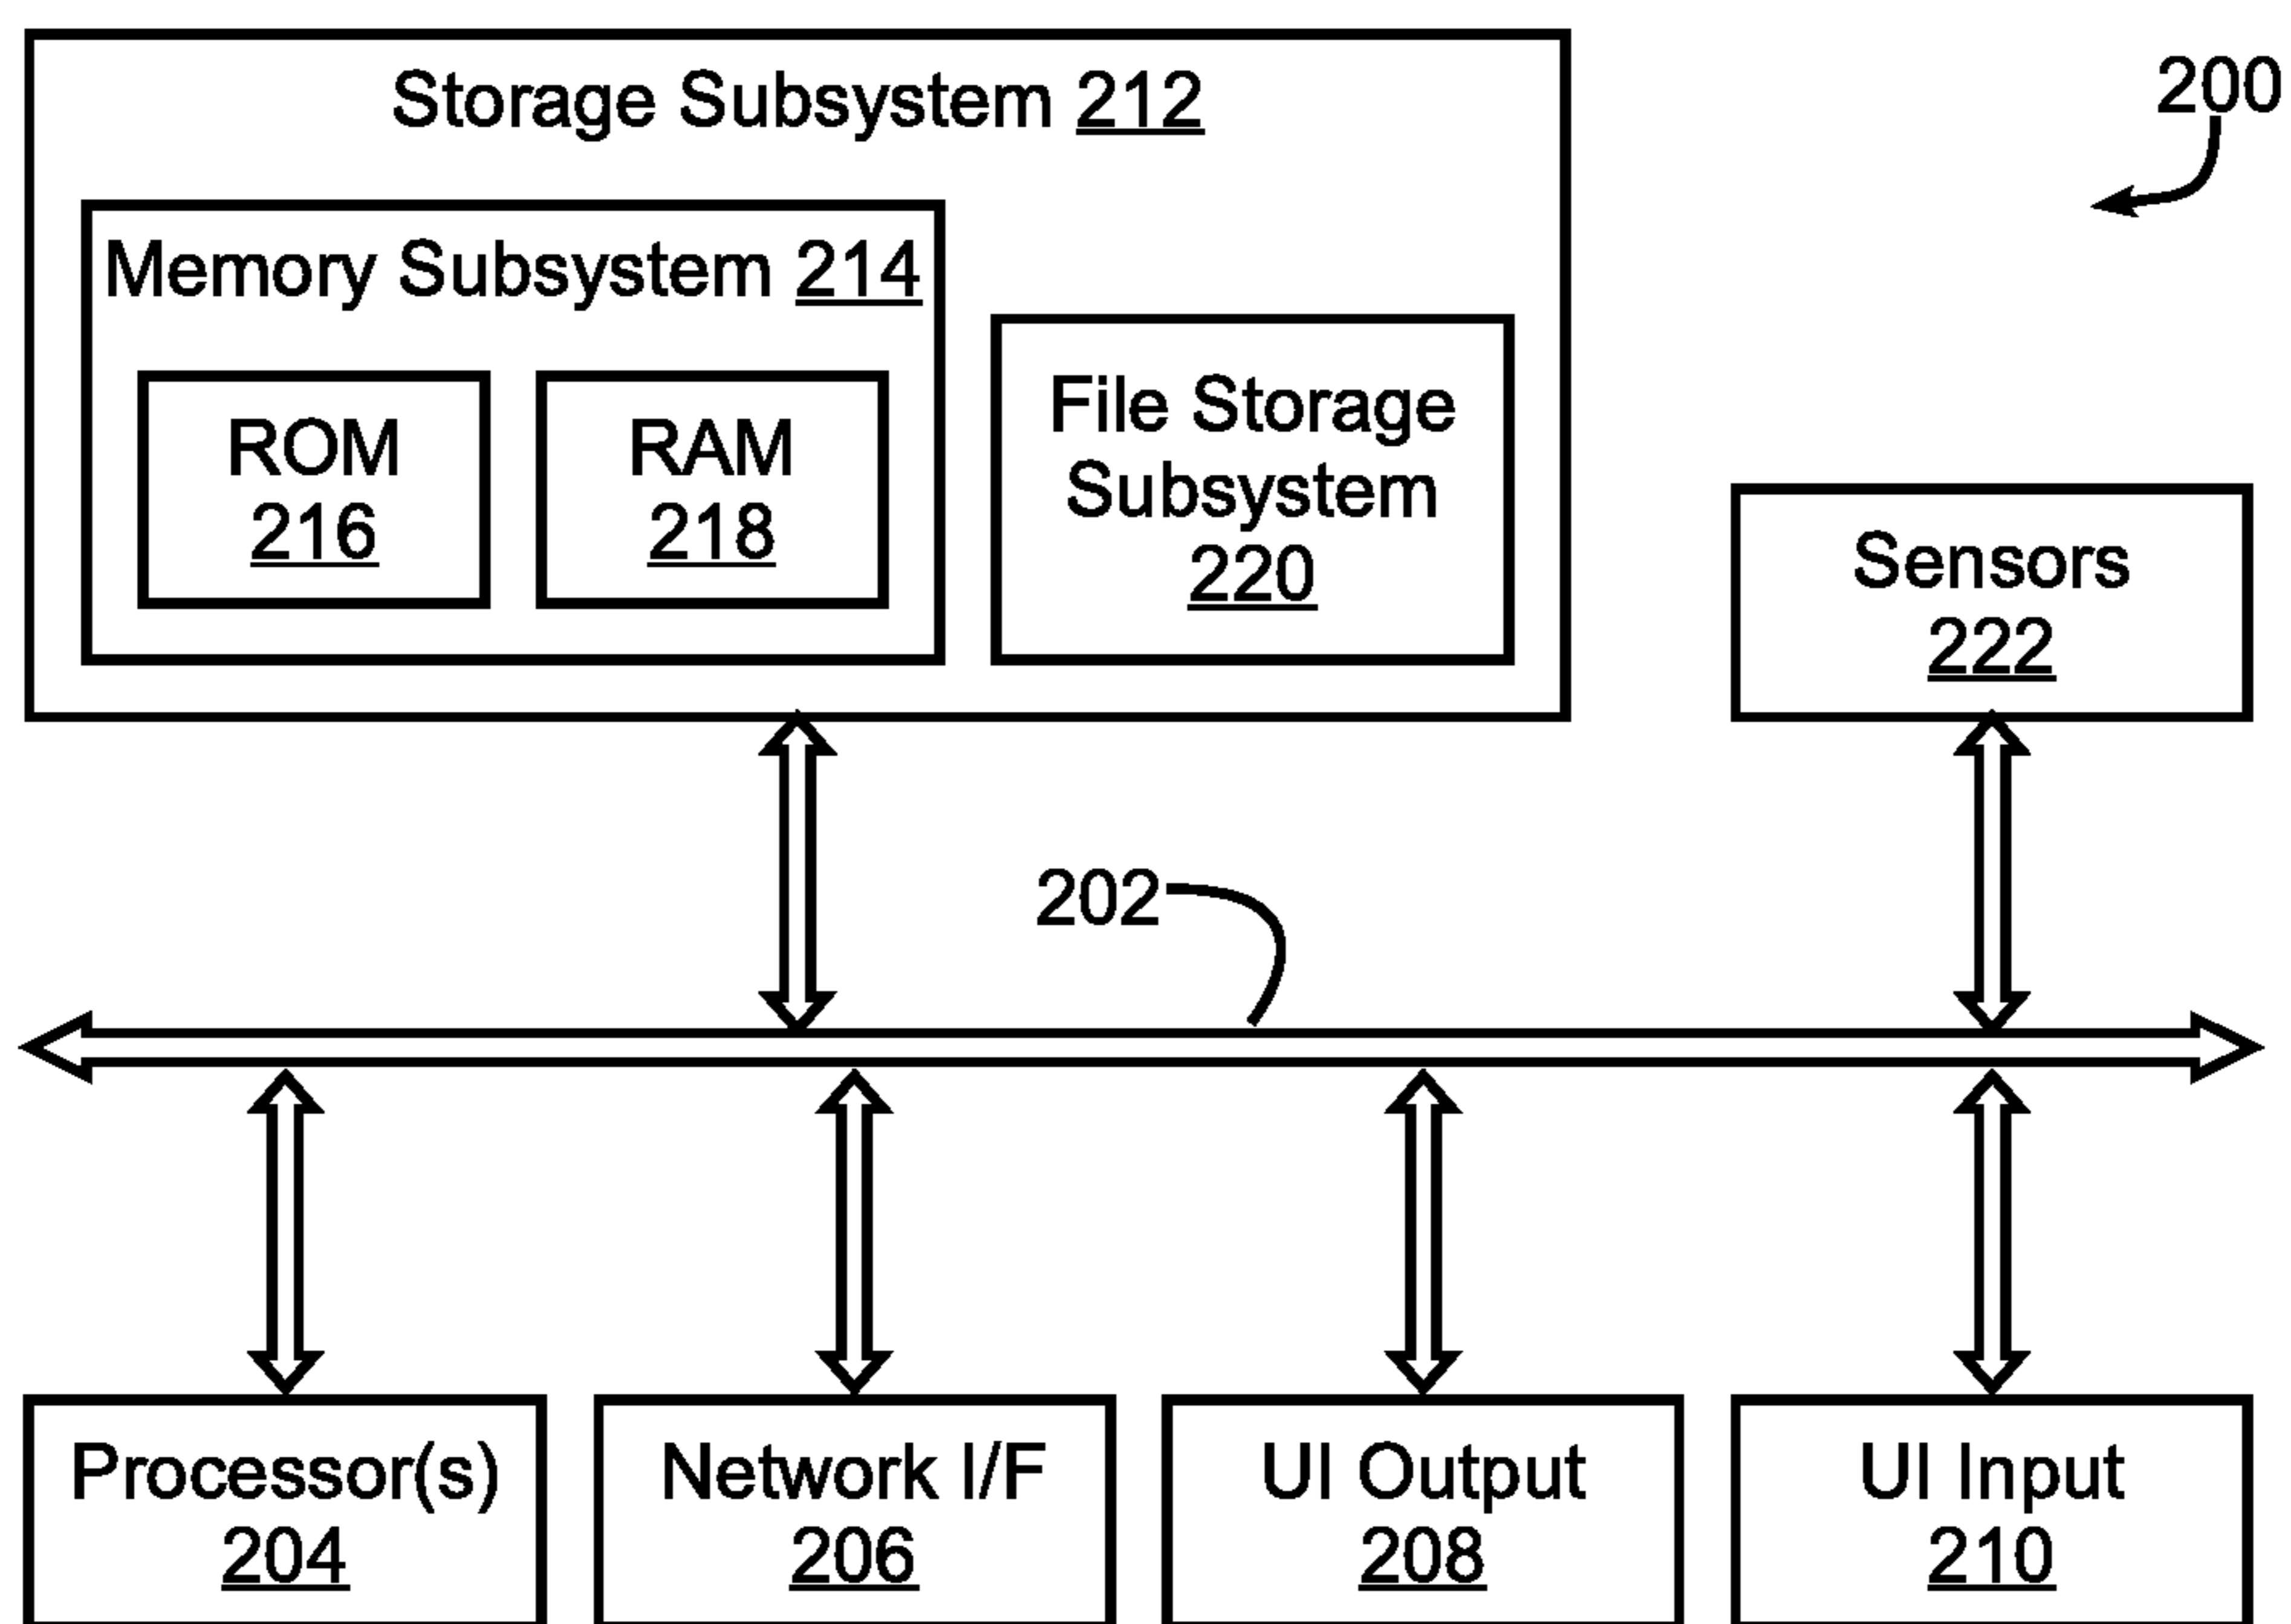 Storage Subsystem 212
200
Memory Subsystem 214
ROM
216
RAM
218
File Storage
Subsystem
220
Sensors
222
202
Processor(s)
204
Network I/F
206
UI Output
208
UI Input
210